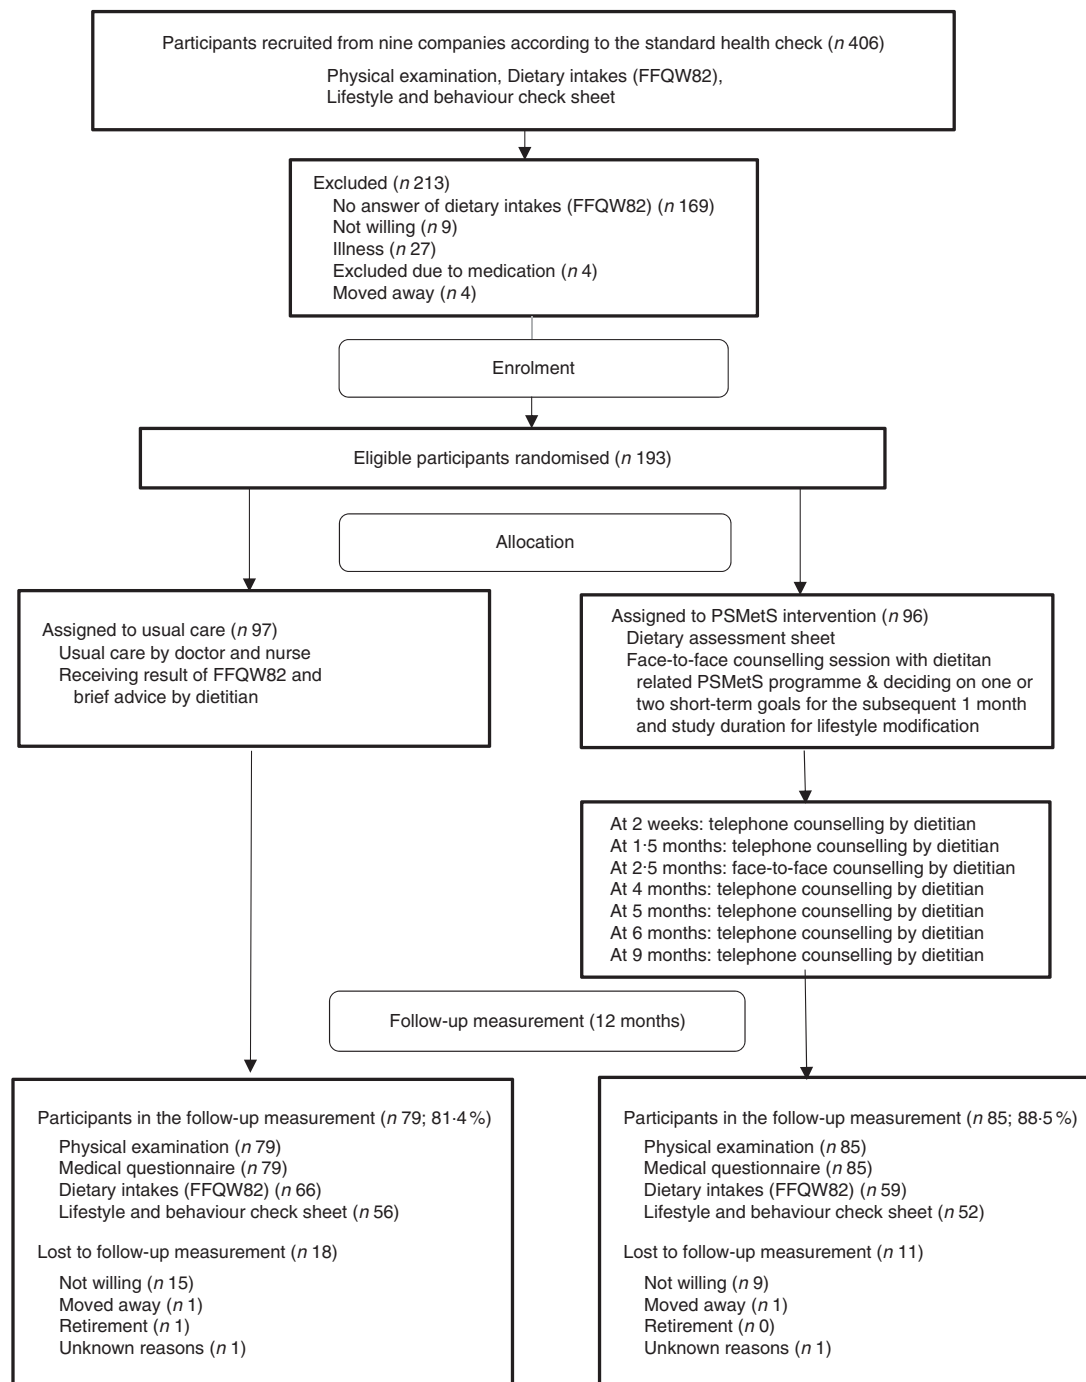 Participants recruited from nine companies according to the standard health check (n 406)
Physical examination, Dietary intakes (FFQW82),
Lifestyle and behaviour check sheet
Excluded (n 213)
No answer of dietary intakes (FFQW82) (n 169)
Not willing (n 9)
Illness (n 27)
Excluded due to medication (n 4)
Moved away (n 4)
Enrolment
Eligible participants randomised (n 193)
Allocation
Assigned to usual care (n 97)
Usual care by doctor and nurse
Receiving result of FFQW82 and
brief advice by dietitian
Assigned to PSMetS intervention (n 96)
Dietary assessment sheet
Face-to-face counselling session with dietitan
related PSMetS programme & deciding on one or
two short-term goals for the subsequent 1 month
and study duration for lifestyle modification
At 2 weeks: telephone counselling by dietitian
At 1·5 months: telephone counselling by dietitian
At 2·5 months: face-to-face counselling by dietitian
At 4 months: telephone counselling by dietitian
At 5 months: telephone counselling by dietitian
At 6 months: telephone counselling by dietitian
At 9 months: telephone counselling by dietitian
Follow-up measurement (12 months)
Participants in the follow-up measurement (n 79; 81·4 %)
Physical examination (n 79)
Medical questionnaire (n 79)
Dietary intakes (FFQW82) (n 66)
Lifestyle and behaviour check sheet (n 56)
Lost to follow-up measurement (n 18)
Not willing (n 15)
Moved away (n 1)
Retirement (n 1)
Unknown reasons (n 1)
Participants in the follow-up measurement (n 85; 88·5 %)
Physical examination (n 85)
Medical questionnaire (n 85)
Dietary intakes (FFQW82) (n 59)
Lifestyle and behaviour check sheet (n 52)
Lost to follow-up measurement (n 11)
Not willing (n 9)
Moved away (n 1)
Retirement (n 0)
Unknown reasons (n 1)